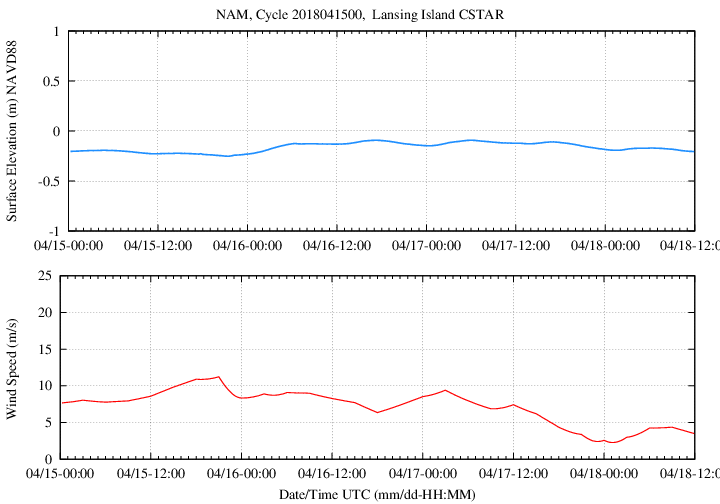 NAM, Cycle 2018041500,  Lansing Island CSTAR
Surface Elevation (m) NAVD88
1
0.5
0
-0.5
-1
04/15-00:00 04/15-12:00 04/16-00:00 04/16-12:00 04/17-00:00 04/17-12:00 04/18-00:00 04/18-12:0
Wind Speed (m/s)
25
20
15
10
5
0
04/15-00:00 04/15-12:00 04/16-00:00 04/16-12:00 04/17-00:00 04/17-12:00 04/18-00:00 04/18-12:0
Date/Time UTC (mm/dd-HH:MM)